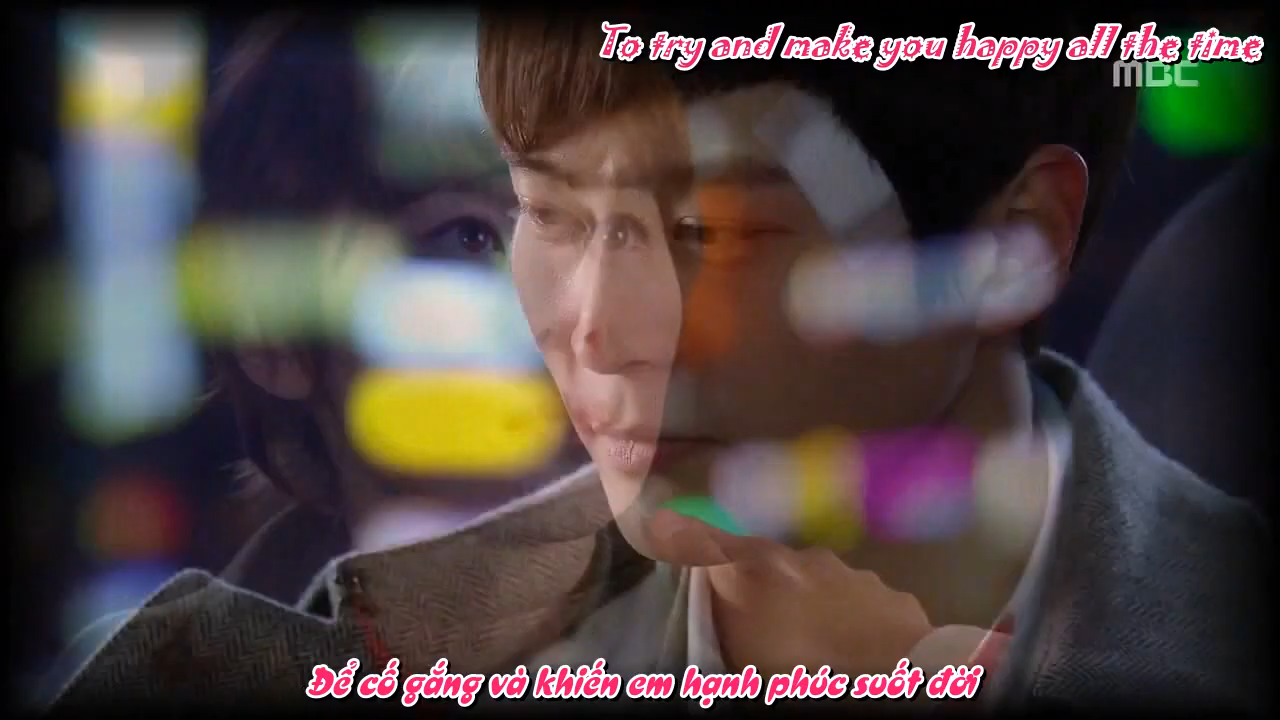 To try and make you happy all the time
MBC
Để cố gắng và khiến em hạnh phúc suốt đời